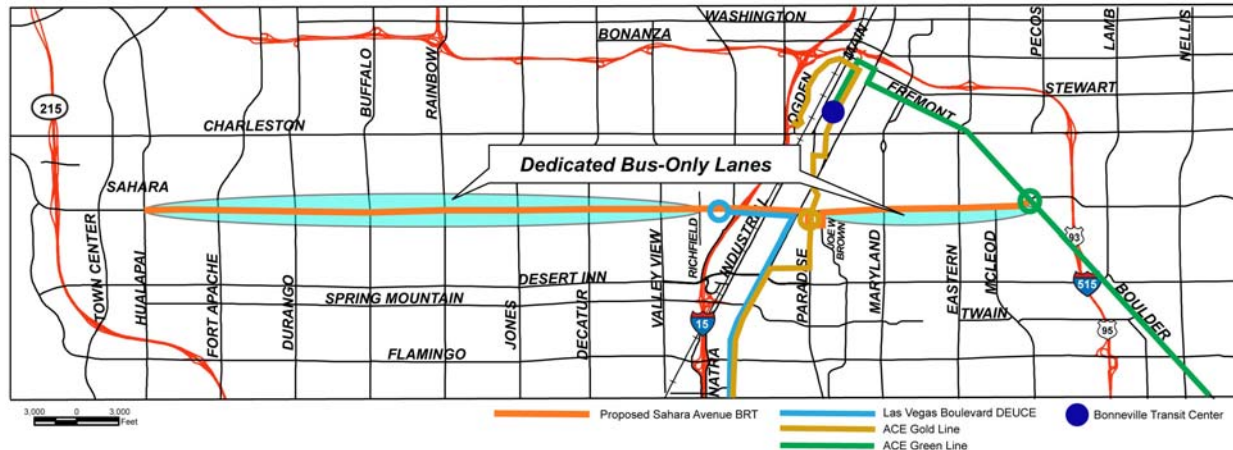 WASHINGTON
BONANZA
MAIN
PECOS
LAMB
NELLIS
BUFFALO
RAINBOW
OGDEN
STEWART
FREMONT
215
CHARLESTON
Dedicated Bus-Only Lanes
SAHARA
TOWN CENTER
HUALAPAI
FORT APACHE
DURANGO
JONES
DECATUR
VALLEY VIEW
RICHFIELD
INDUSTRIAL
PARADISE
JOE W
BROWN
MARYLAND
EASTERN
MCLEOD
93
515
BOULDER
DESERT INN
SPRING MOUNTAIN
TWAIN
15
95
FLAMINGO
NATRA
3,000 0 3,000
Feet
Proposed Sahara Avenue BRT
Las Vegas Boulevard DEUCE
Bonneville Transit Center
ACE Gold Line
ACE Green Line